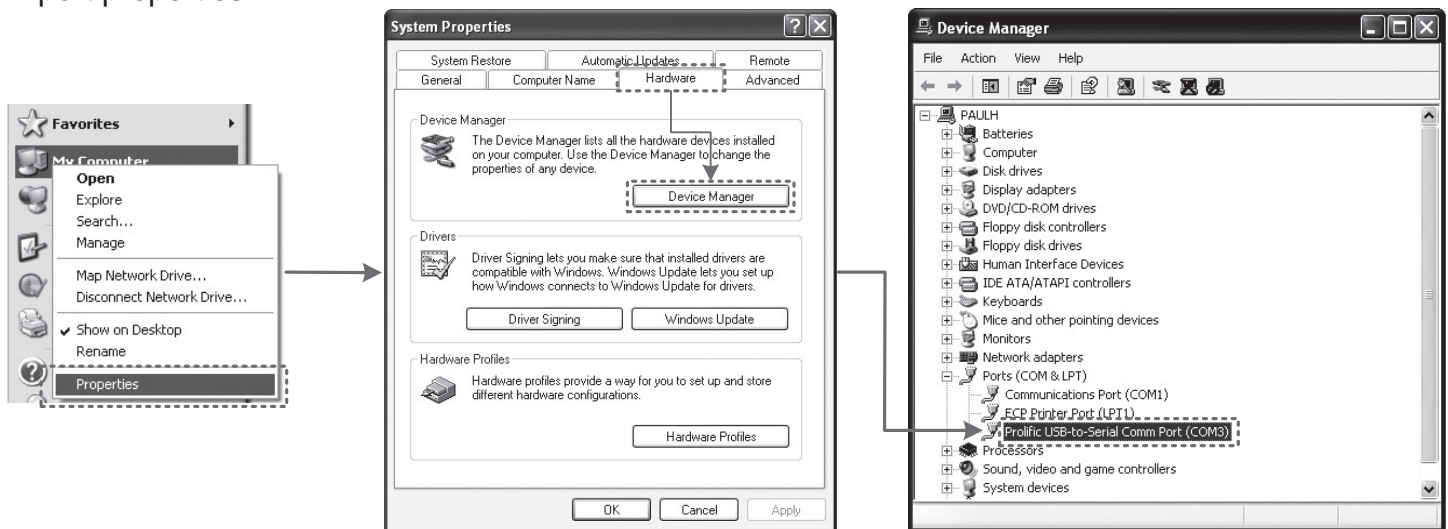 Favorites
My Computer
Open
Explore
Search...
Manage
Map Network Drive...
Disconnect Network Drive...
Show on Desktop
Rename
Properties
System Properties
System Restore Automatic Updates Remote
General Computer Name Hardware Advanced
Device Manager
The Device Manager lists all the hardware devices installed
on your computer. Use the Device Manager to change the
properties of any device.
Device Manager
Drivers
Driver Signing lets you make sure that installed drivers are
compatible with Windows. Windows Update lets you set up
how Windows connects to Windows Update for drivers.
Driver Signing Windows Update
Hardware Profiles
Hardware profiles provide a way for you to set up and store
different hardware configurations.
Hardware Profiles
OK Cancel Apply
Device Manager
File Action View Help
PAULH
Batteries
Computer
Disk drives
Display adapters
DVD/CD-ROM drives
Floppy disk controllers
Floppy disk drives
Human Interface Devices
IDE ATA/ATAPI controllers
Keyboards
Mice and other pointing devices
Monitors
Network adapters
Ports (COM & LPT)
Communications Port (COM1)
ECP Printer Port (LPT1)
Prolific USB-to-Serial Comm Port (COM3)
Processors
Sound, video and game controllers
System devices